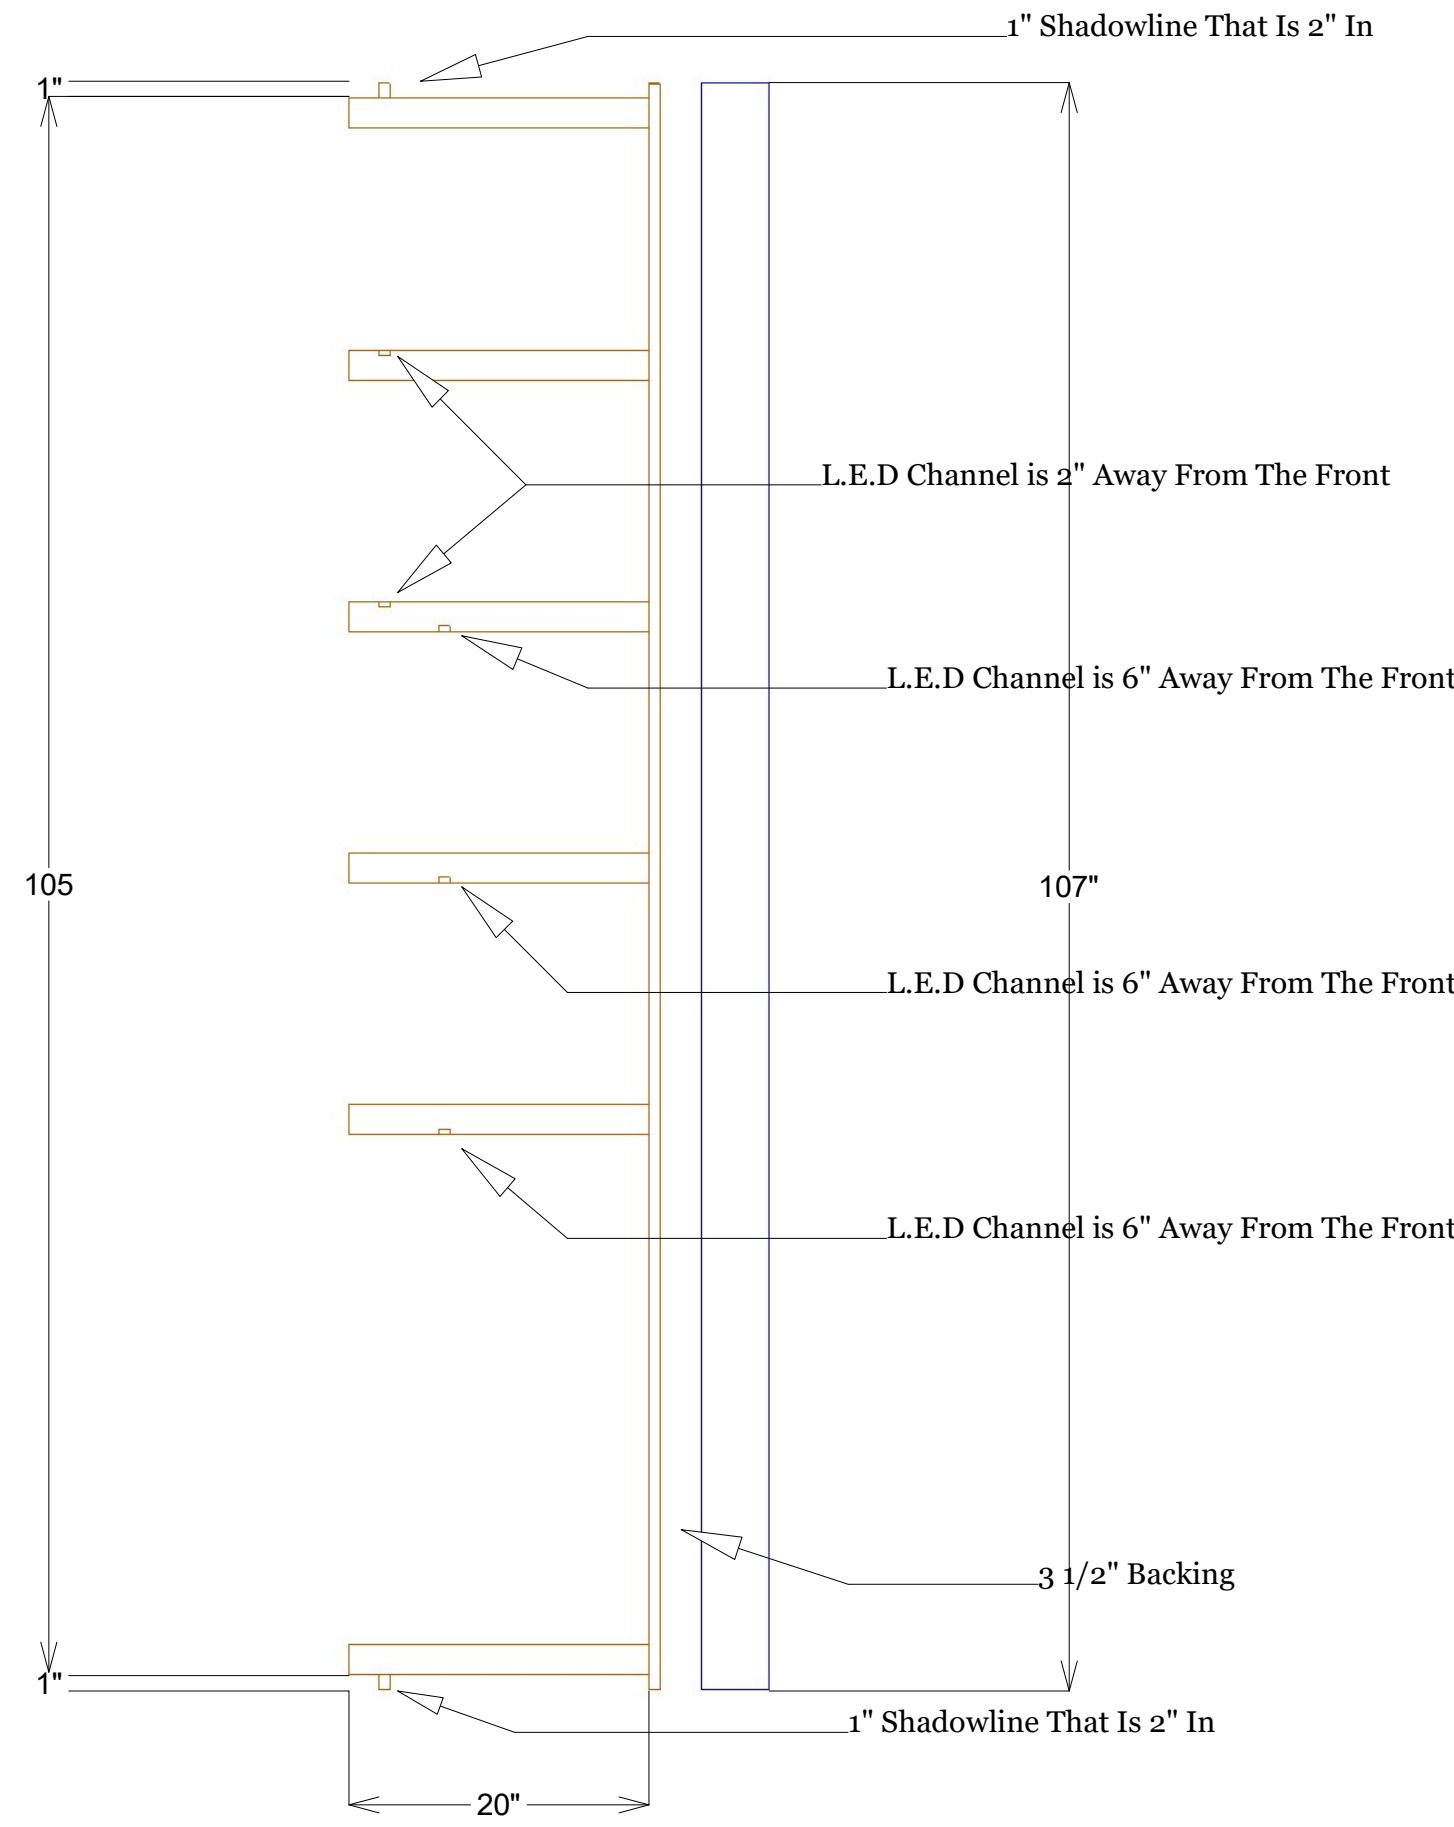 1" Shadowline That Is 2" In
1"
L.E.D Channel is 2" Away From The Front
L.E.D Channel is 6" Away From The Front
105
107"
L.E.D Channel is 6" Away From The Front
L.E.D Channel is 6" Away From The Front
3 1/2" Backing
1"
1" Shadowline That Is 2" In
20"